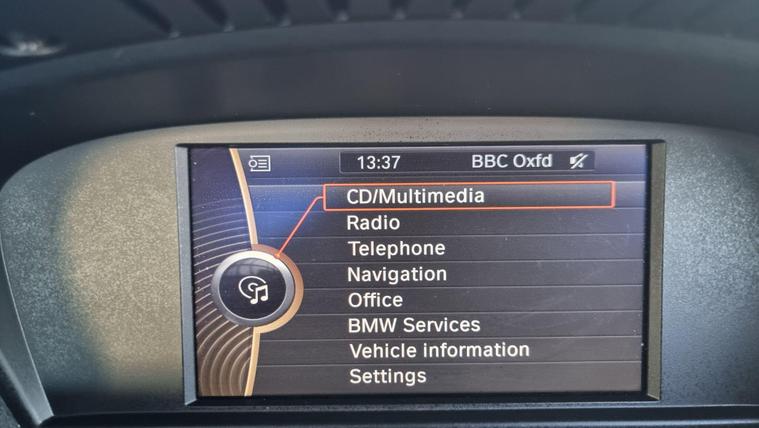 13:37 BBC Oxfd
CD/Multimedia
Radio
Telephone
Navigation
Office
BMW Services
Vehicle information
Settings